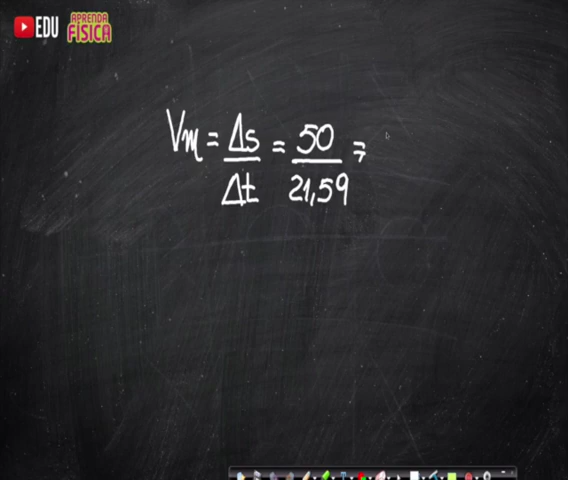 EDU
APRENDA
FÍSICA
Vm = Δs/Δt = 50/21,59 =